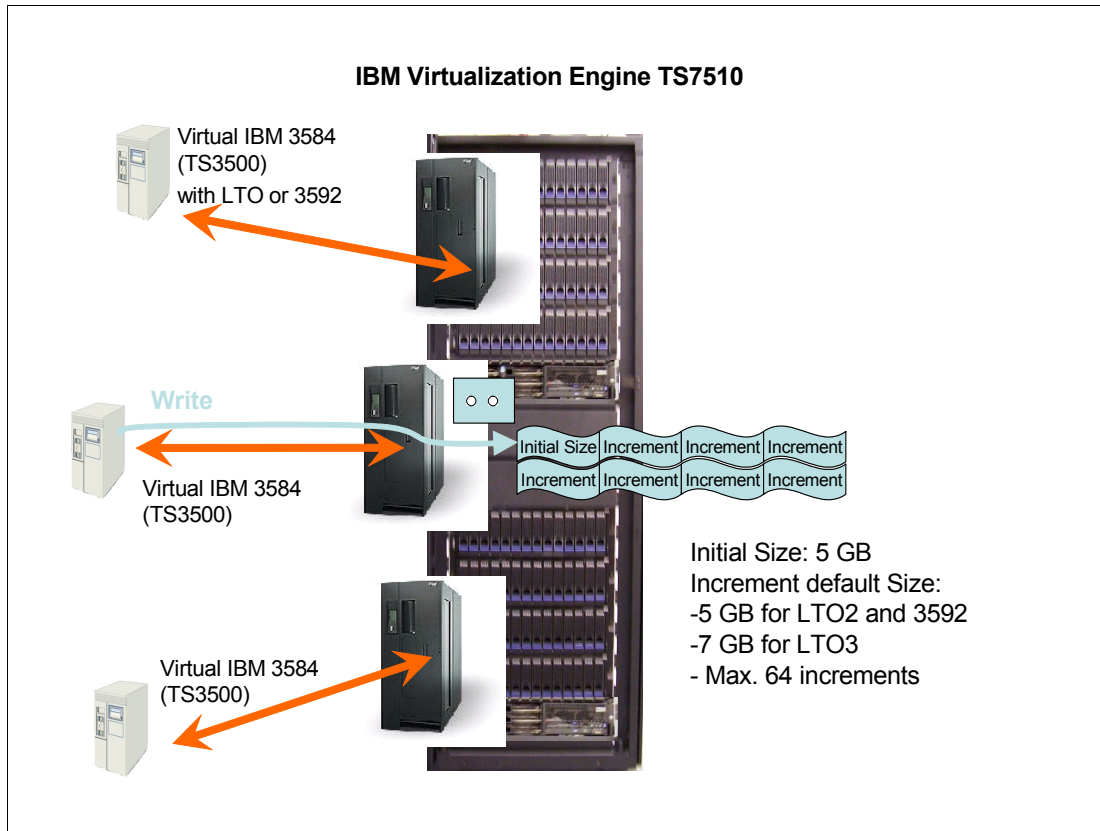 IBM Virtualization Engine TS7510
Virtual IBM 3584
(TS3500)
with LTO or 3592
Write
Initial Size Increment Increment Increment
Increment Increment Increment Increment
Virtual IBM 3584
(TS3500)
Initial Size: 5 GB
Increment default Size:
-5 GB for LTO2 and 3592
-7 GB for LTO3
- Max. 64 increments
Virtual IBM 3584
(TS3500)